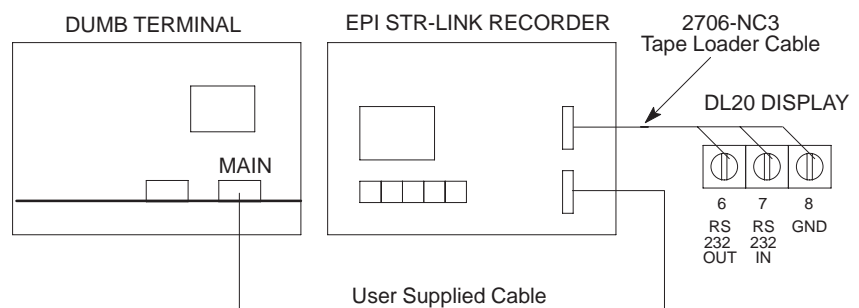 DUMB TERMINAL
EPI STR-LINK RECORDER
2706-NC3
Tape Loader Cable
DL20 DISPLAY
MAIN
6 7 8
RS RS GND
232 232
OUT IN
User Supplied Cable